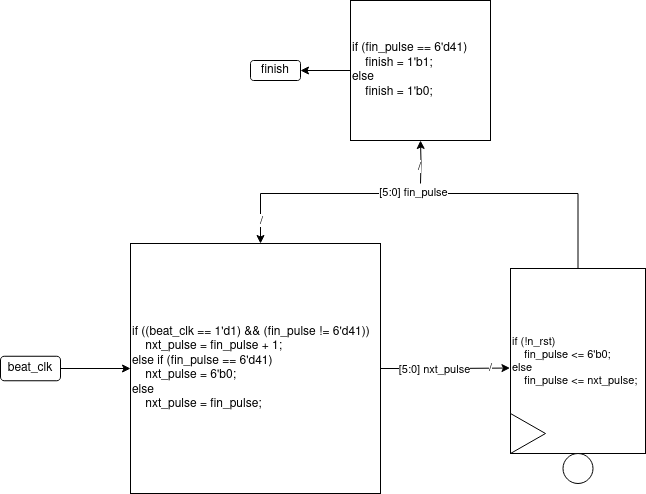 if (fin_pulse == 6'd41)
finish = 1'b1;
else
finish = 1'b0;
finish
/
[5:0] fin_pulse
/
if ((beat_clk == 1'd1) && (fin_pulse != 6'd41))
nxt_pulse = fin_pulse + 1;
else if (fin_pulse == 6'd41)
nxt_pulse = 6'b0;
else
nxt_pulse = fin_pulse;
beat_clk
[5:0] nxt_pulse
/
if (!n_rst)
fin_pulse <= 6'b0;
else
fin_pulse <= nxt_pulse;